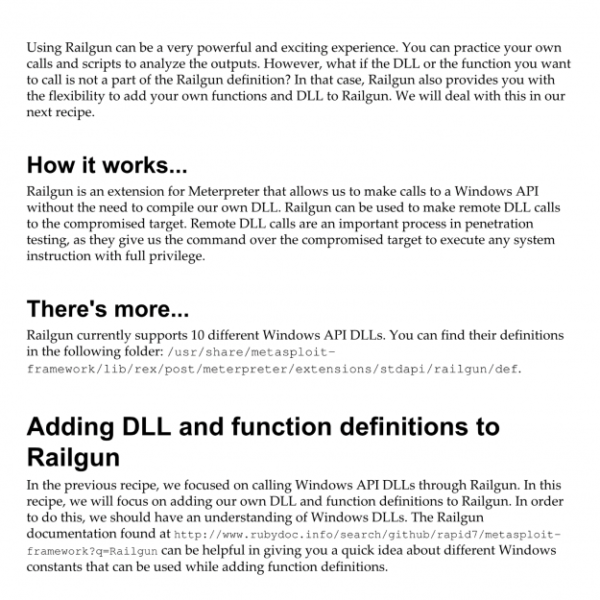 Using Railgun can be a very powerful and exciting experience. You can practice your own
calls and scripts to analyze the outputs. However, what if the DLL or the function you want
to call is not a part of the Railgun definition? In that case, Railgun also provides you with
the flexibility to add your own functions and DLL to Railgun. We will deal with this in our
next recipe.
How it works...
Railgun is an extension for Meterpreter that allows us to make calls to a Windows API
without the need to compile our own DLL. Railgun can be used to make remote DLL calls
to the compromised target. Remote DLL calls are an important process in penetration
testing, as they give us the command over the compromised target to execute any system
instruction with full privilege.
There's more...
Railgun currently supports 10 different Windows API DLLs. You can find their definitions
in the following folder: /usr/share/metasploit-
framework/lib/rex/post/meterpreter/extensions/stdapi/railgun/def.
Adding DLL and function definitions to
Railgun
In the previous recipe, we focused on calling Windows API DLLs through Railgun. In this
recipe, we will focus on adding our own DLL and function definitions to Railgun. In order
to do this, we should have an understanding of Windows DLLs. The Railgun
documentation found at http://www.rubydoc.info/search/github/rapid7/metasploit-
framework?q=Railgun can be helpful in giving you a quick idea about different Windows
constants that can be used while adding function definitions.